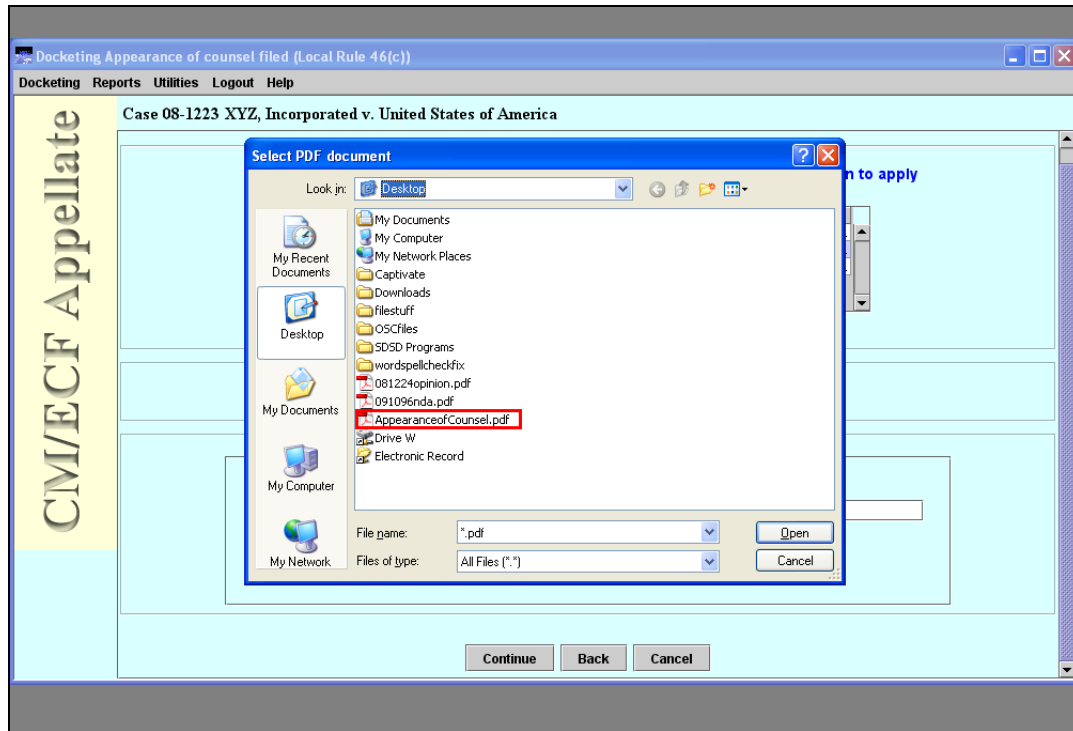 Docketing Appearance of counsel filed (Local Rule 46(c))
Docketing Reports Utilities Logout Help
CM/ECF Appellate
Case 08-1223 XYZ, Incorporated v. United States of America
n to apply
Select PDF document
Look in: Desktop
My Recent Documents
Desktop
My Documents
My Computer
My Network
My Documents
My Computer
My Network Places
Captivate
Downloads
filestuff
OSCfiles
SDSD Programs
wordspellcheckfix
081224opinion.pdf
091096nda.pdf
AppearanceofCounsel.pdf
Drive W
Electronic Record
File name: *.pdf Open
Files of type: All Files (*.*) Cancel
Continue Back Cancel